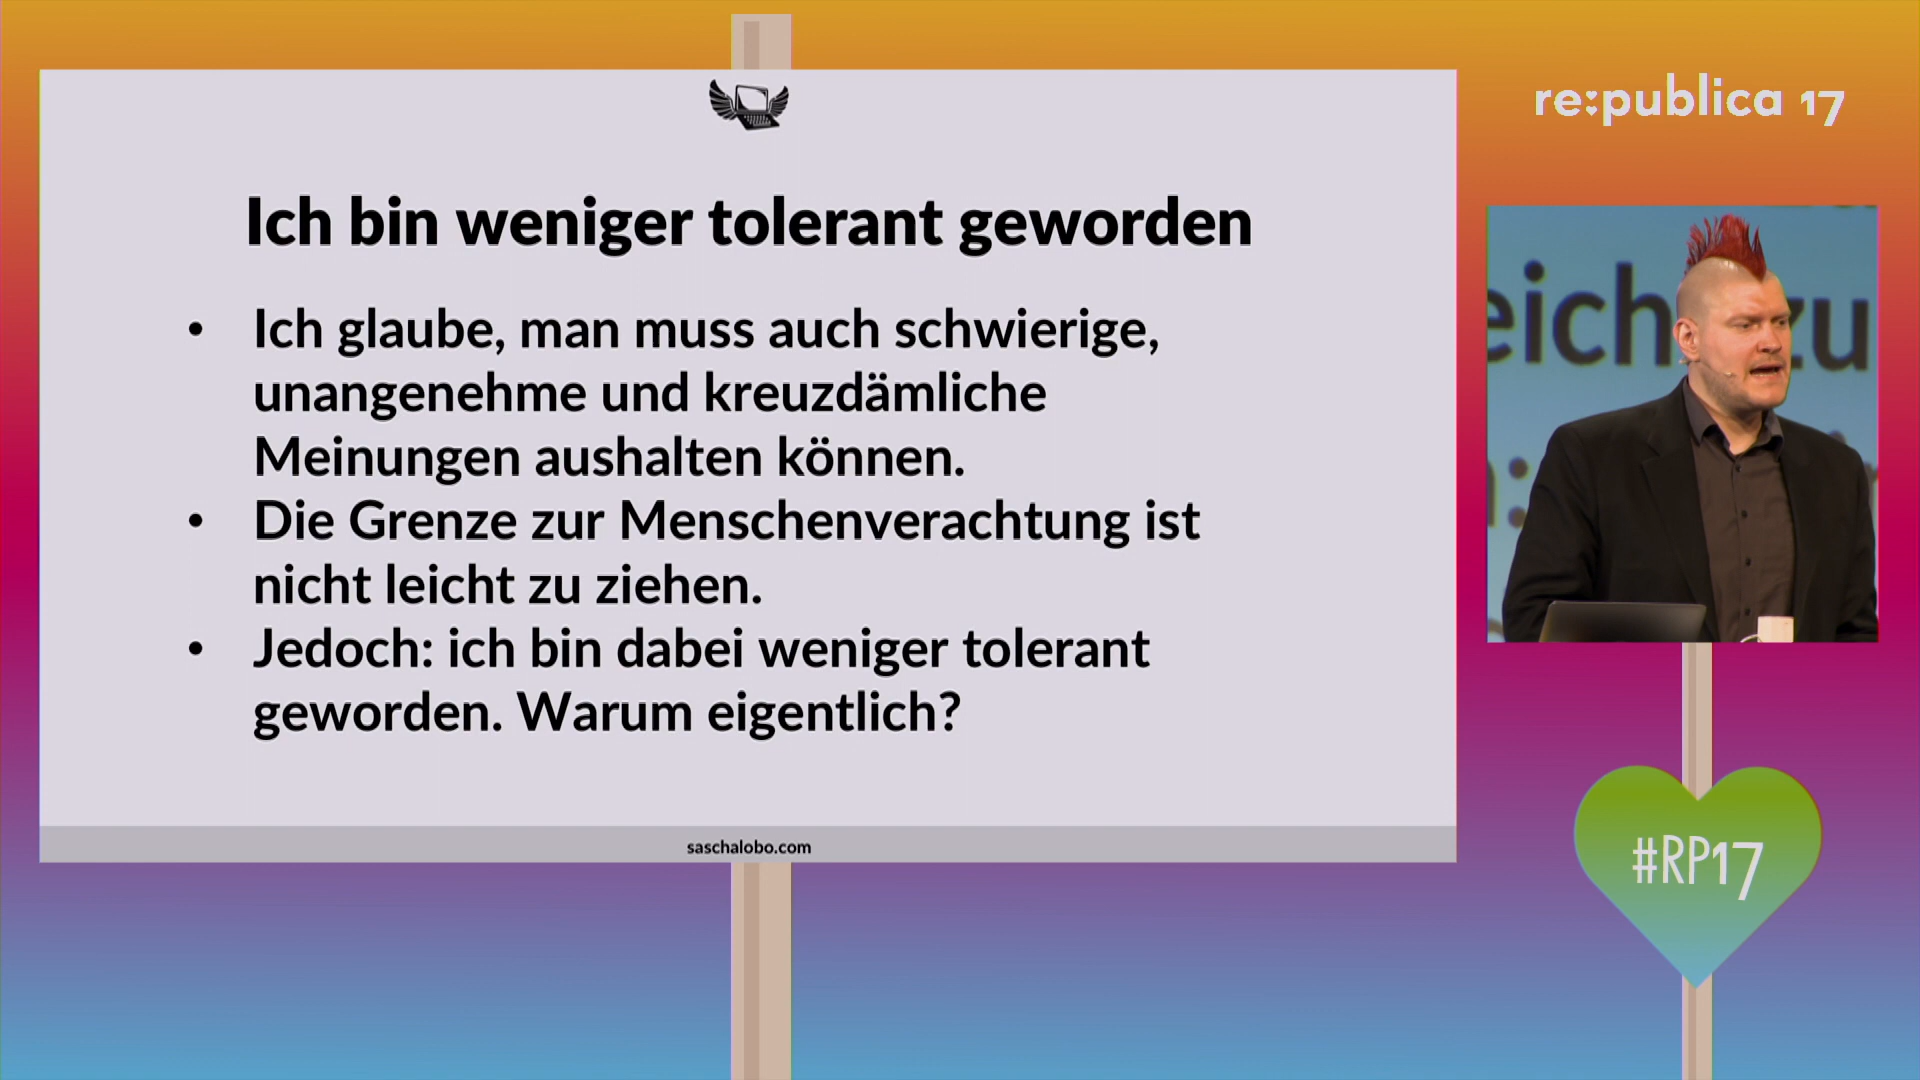 re:publica 17
Ich bin weniger tolerant geworden
• Ich glaube, man muss auch schwierige,
unangenehme und kreuzdämliche
Meinungen aushalten können.
• Die Grenze zur Menschenverachtung ist
nicht leicht zu ziehen.
• Jedoch: ich bin dabei weniger tolerant
geworden. Warum eigentlich?
saschalobo.com
eich zu
#RP17